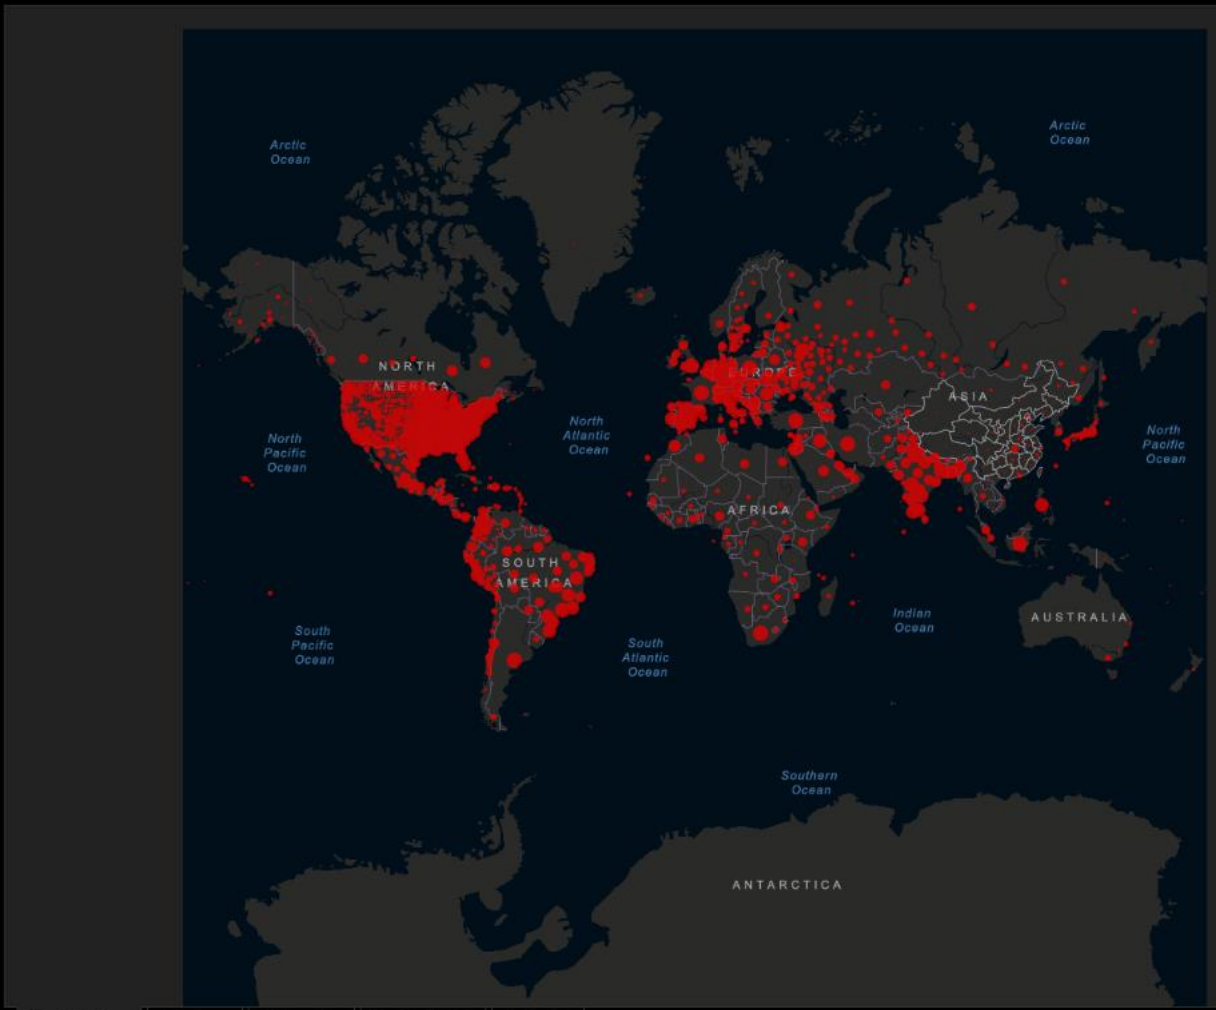 Arctic
Ocean
Arctic
Ocean
NORTH
AMERICA
EUROPE
ASIA
North
Pacific
Ocean
North
Atlantic
Ocean
North
Pacific
Ocean
AFRICA
SOUTH
AMERICA
Indian
Ocean
AUSTRALIA
South
Pacific
Ocean
South
Atlantic
Ocean
Southern
Ocean
ANTARCTICA